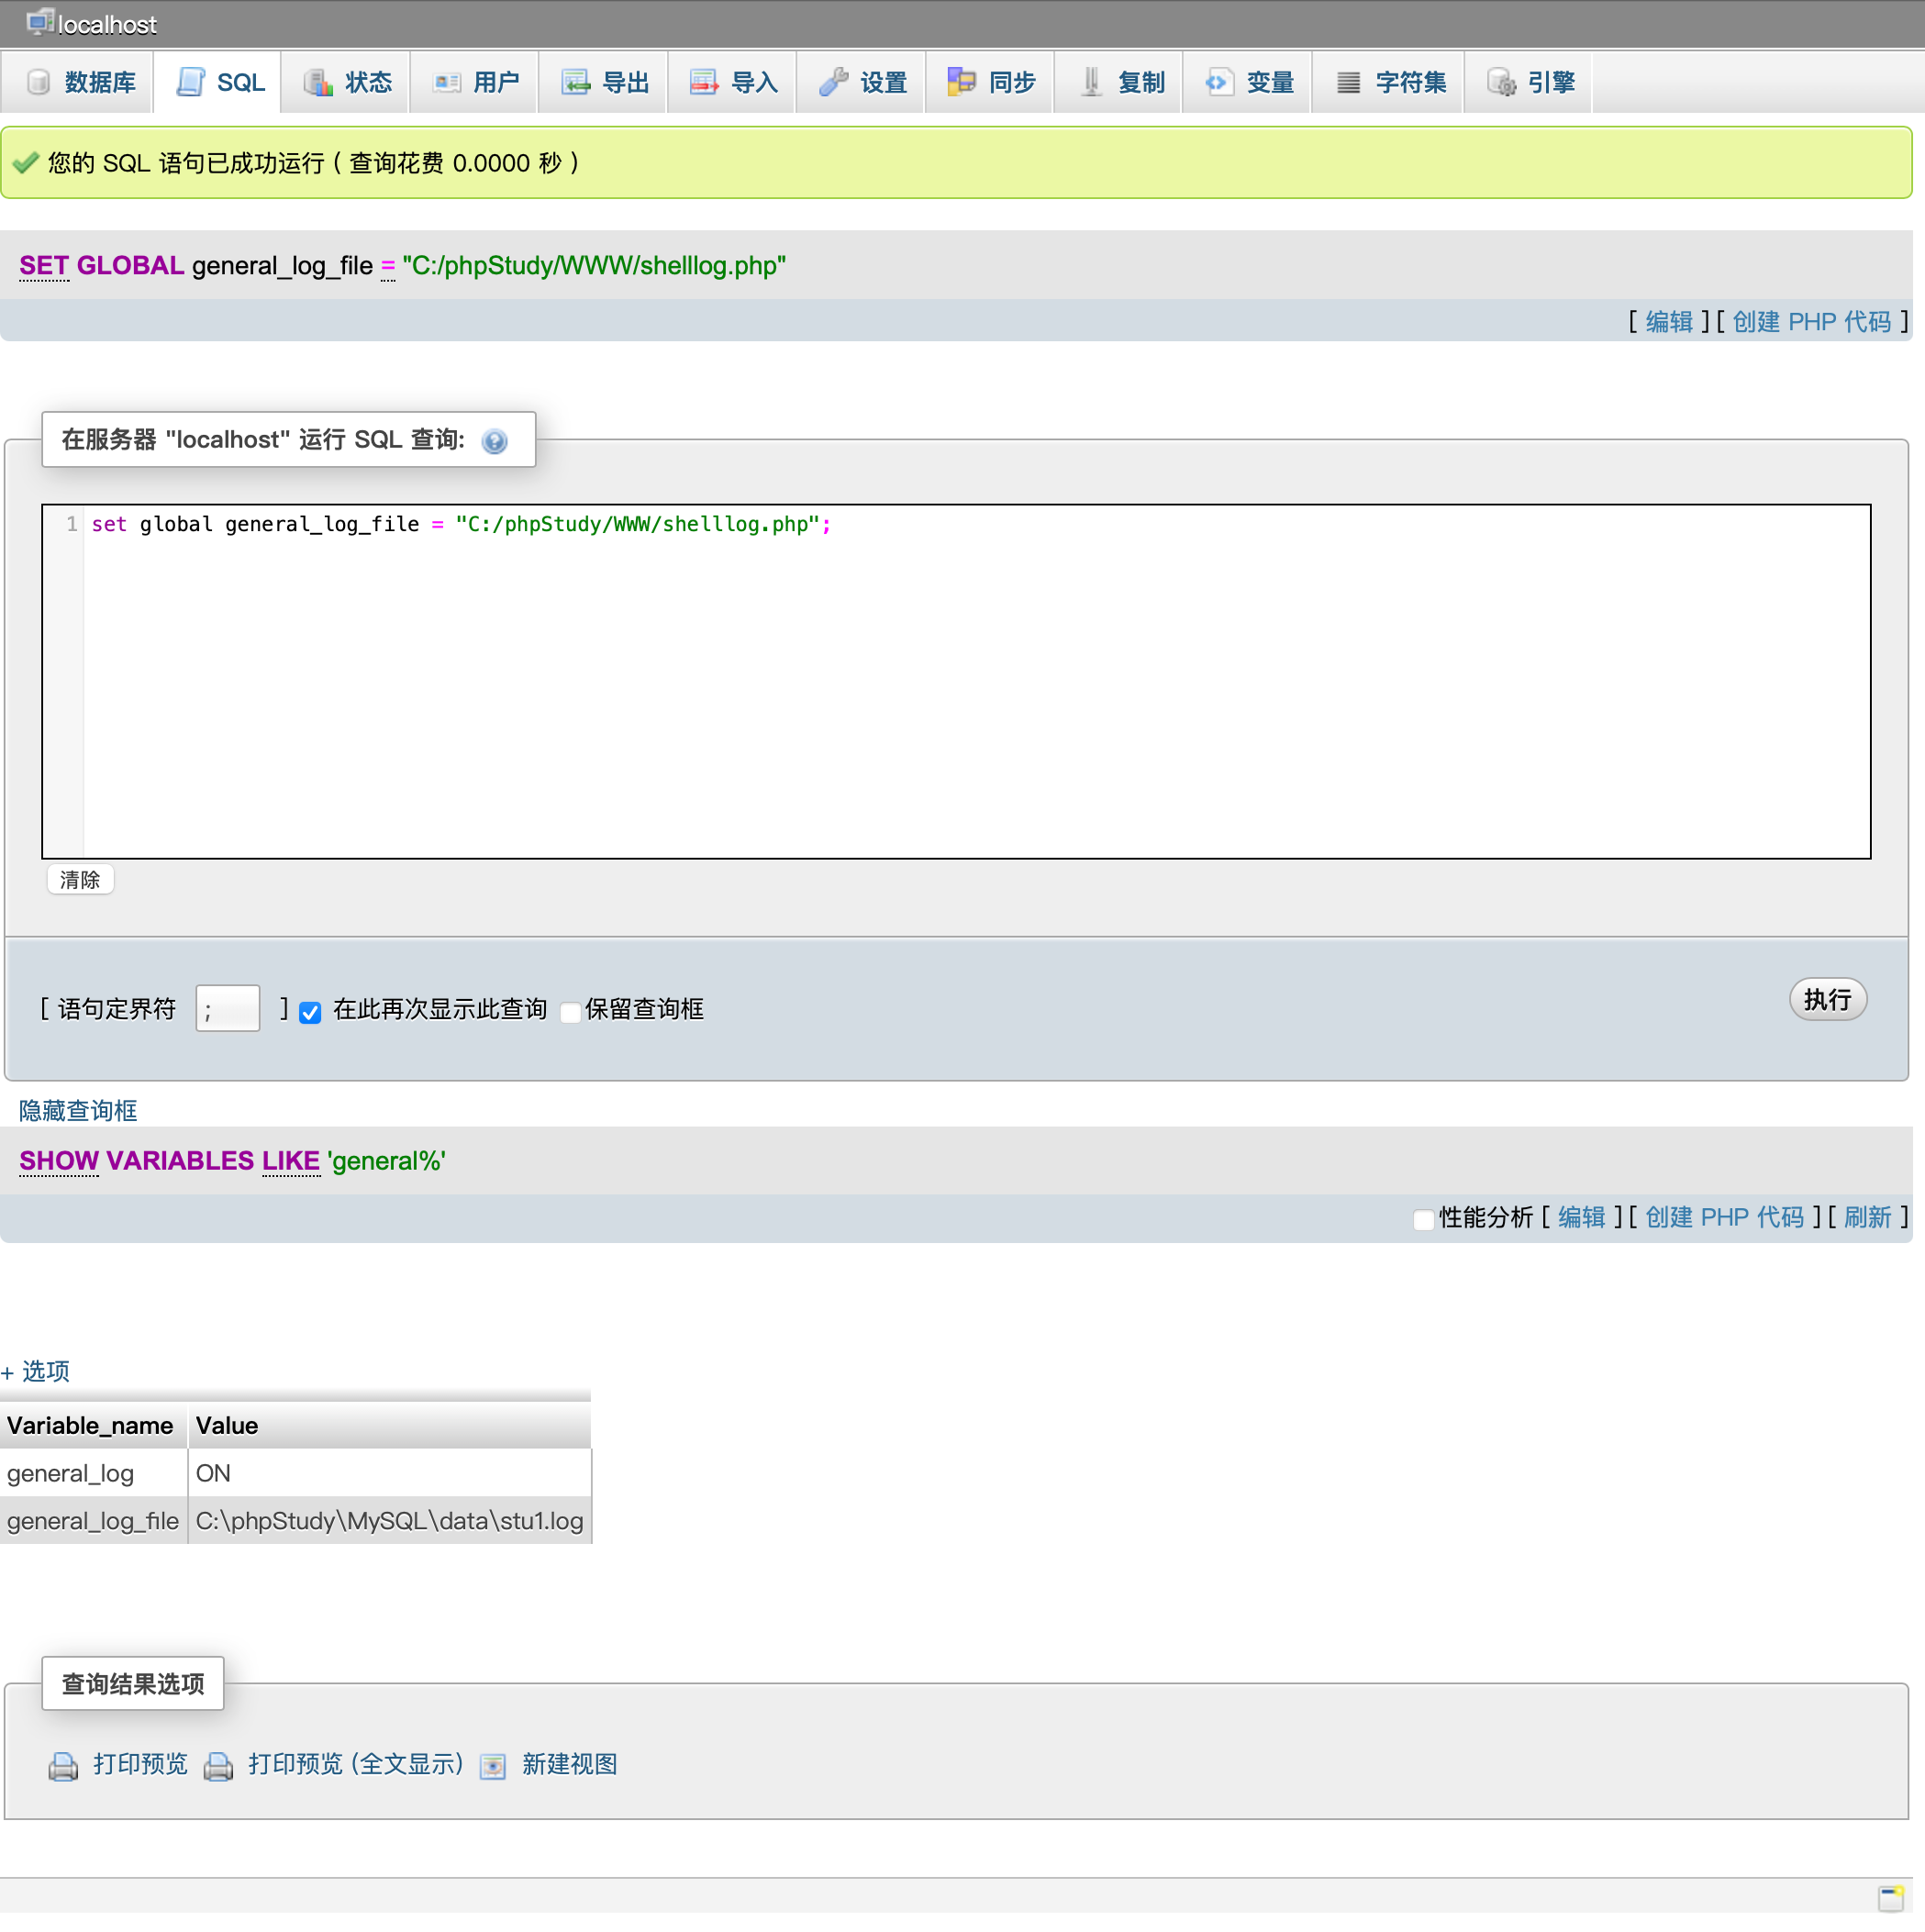 localhost
数据库 SQL 状态 用户 导出 导入 设置 同步 复制 变量 字符集 引擎
您的 SQL 语句已成功运行 ( 查询花费 0.0000 秒 )
SET GLOBAL general_log_file = "C:/phpStudy/WWW/shelllog.php"
[ 编辑 ] [ 创建 PHP 代码 ]
在服务器 "localhost" 运行 SQL 查询:
1 set global general_log_file = "C:/phpStudy/WWW/shelllog.php";
清除
[ 语句定界符 ; ] 在此再次显示此查询 保留查询框 执行
隐藏查询框
SHOW VARIABLES LIKE 'general%'
性能分析 [ 编辑 ] [ 创建 PHP 代码 ] [ 刷新 ]
+ 选项
Variable_name Value
general_log ON
general_log_file C:\phpStudy\MySQL\data\stu1.log
查询结果选项
打印预览 打印预览 (全文显示) 新建视图